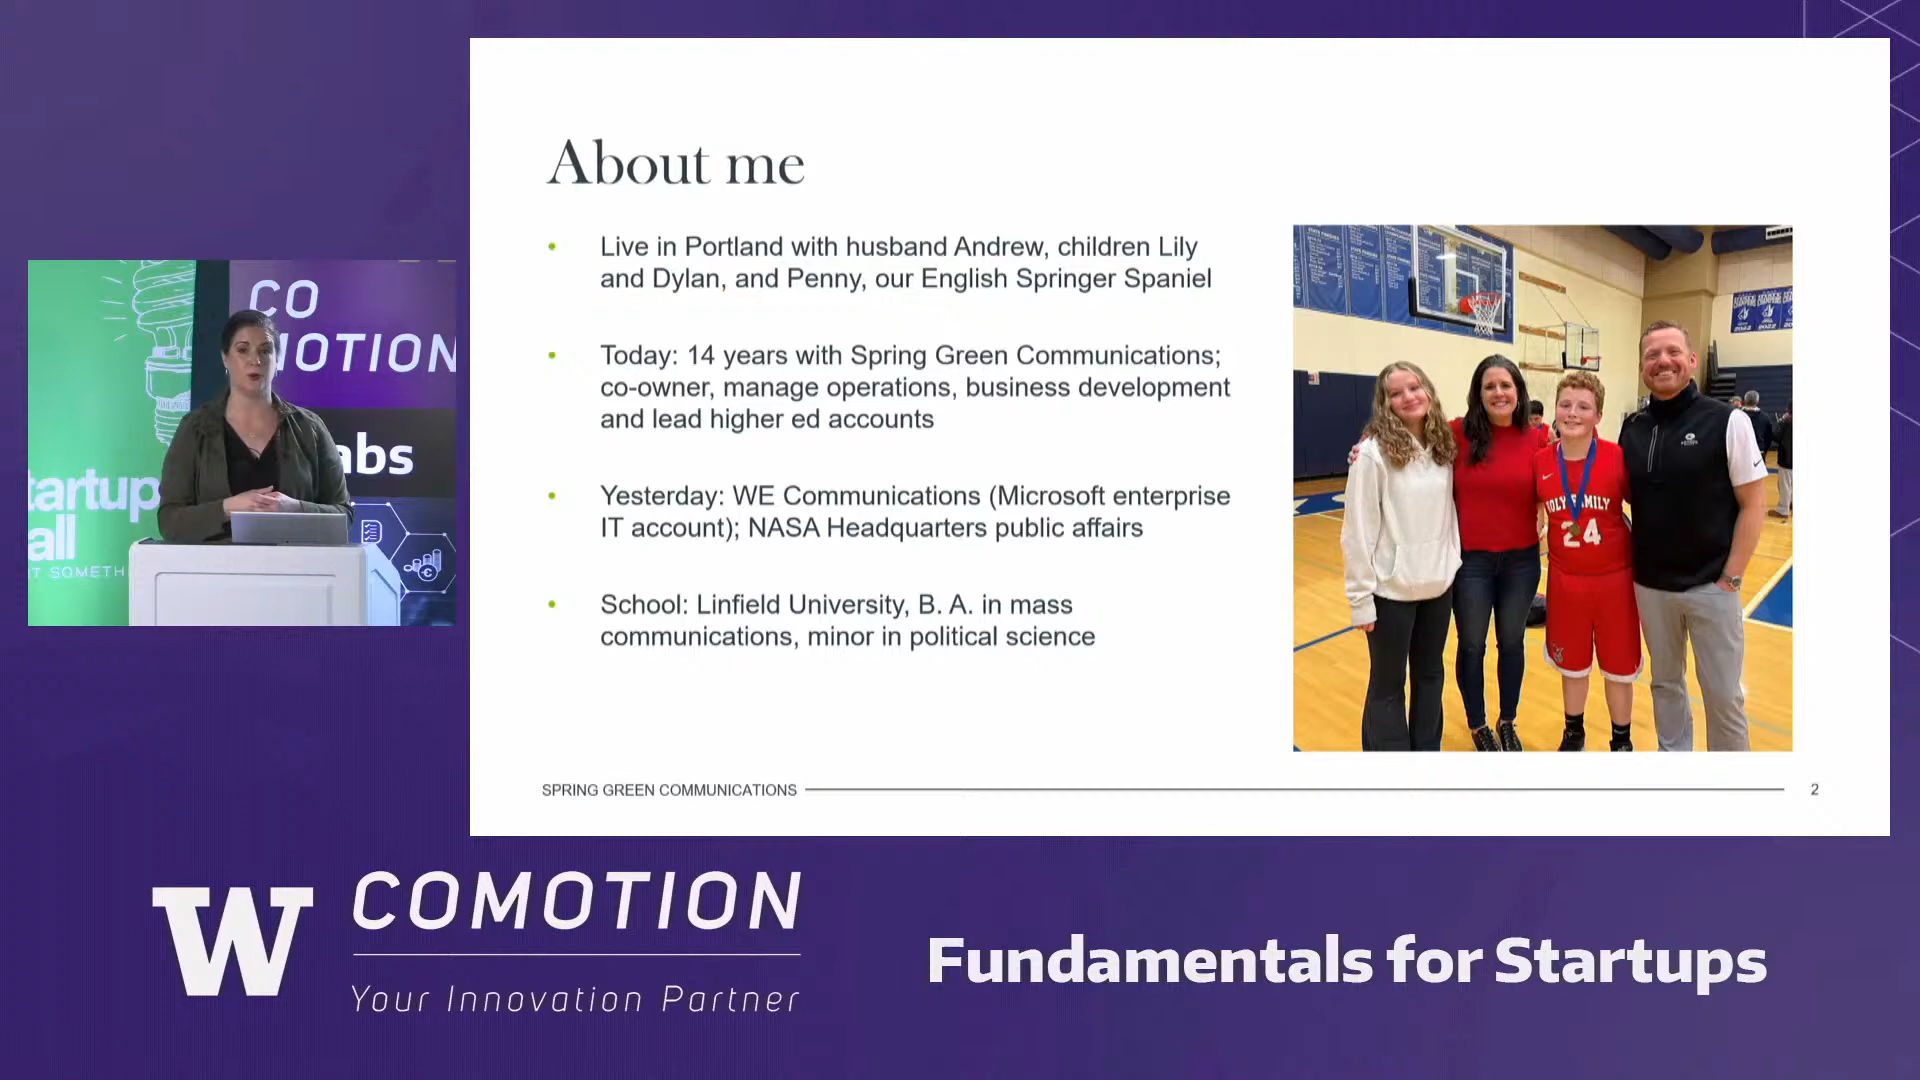 About me
• Live in Portland with husband Andrew, children Lily
and Dylan, and Penny, our English Springer Spaniel
• Today: 14 years with Spring Green Communications;
co-owner, manage operations, business development
and lead higher ed accounts
• Yesterday: WE Communications (Microsoft enterprise
IT account); NASA Headquarters public affairs
• School: Linfield University, B. A. in mass
communications, minor in political science
SPRING GREEN COMMUNICATIONS
2
CO
MOTION
abs
tartup
all
T SOMETH
24
W
COMOTION
Your Innovation Partner
Fundamentals for Startups